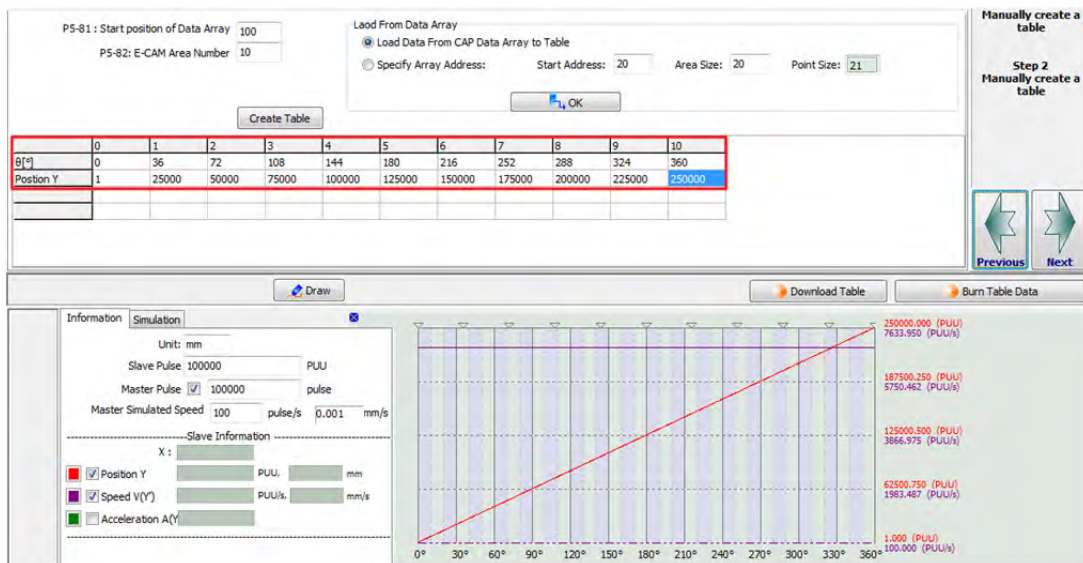 P5-81 : Start position of Data Array 100
P5-82: E-CAM Area Number 10
Laod From Data Array
Load Data From CAP Data Array to Table
Specify Array Address: Start Address: 20 Area Size: 20 Point Size: 21
OK
Create Table
Manually create a
table
Step 2
Manually create a
table
Previous Next
0 1 2 3 4 5 6 7 8 9 10
θ[°] 0 36 72 108 144 180 216 252 288 324 360
Postion Y 1 25000 50000 75000 100000 125000 150000 175000 200000 225000 250000
Draw
Download Table
Burn Table Data
Information Simulation
Unit: mm
Slave Pulse 100000 PUU
Master Pulse 100000 pulse
Master Simulated Speed 100 pulse/s 0.001 mm/s
Slave Information
X :
Position Y PUU, mm
Speed V(Y') PUU/s, mm/s
Acceleration A(Y
250000.000 (PUU)
7633.950 (PUU/s)
187500.250 (PUU)
5750.462 (PUU/s)
125000.500 (PUU)
3866.975 (PUU/s)
62500.750 (PUU)
1983.487 (PUU/s)
1.000 (PUU)
100.000 (PUU/s)
0° 30° 60° 90° 120° 150° 180° 210° 240° 270° 300° 330° 360°